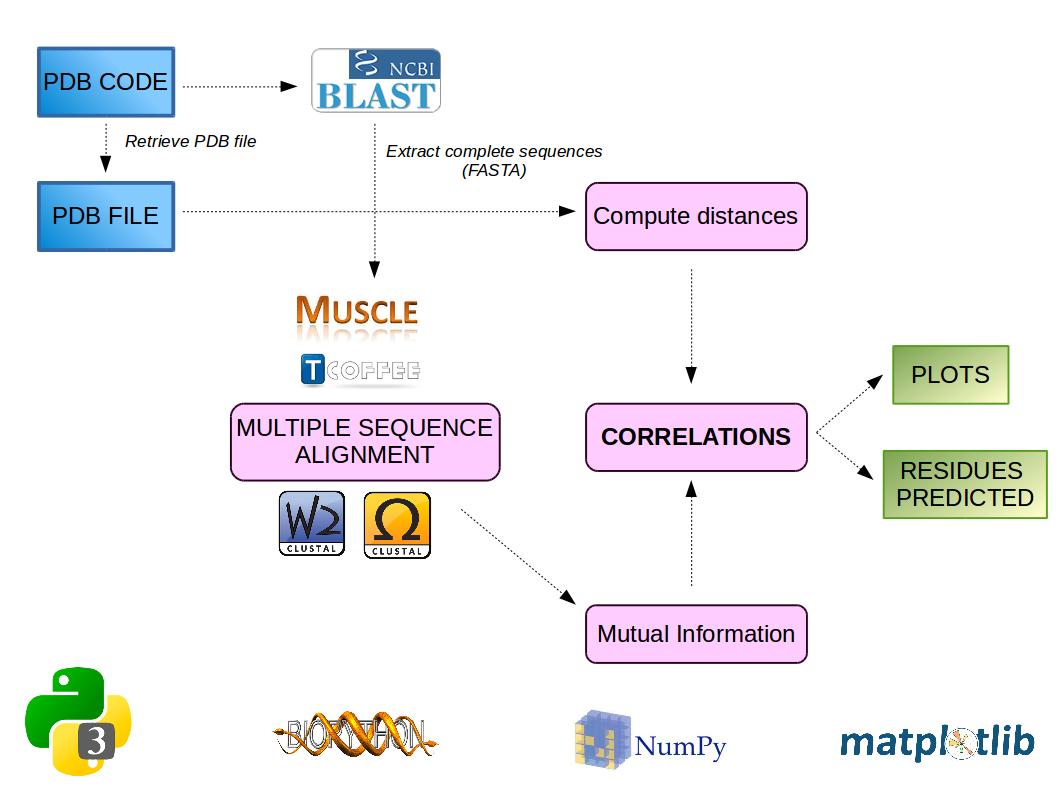 PDB CODE
NCBI
BLAST
Retrieve PDB file
Extract complete sequences
(FASTA)
PDB FILE
Compute distances
MUSCLE
T COFFEE
PLOTS
MULTIPLE SEQUENCE
ALIGNMENT
CORRELATIONS
RESIDUES
PREDICTED
W2
CLUSTAL
Ω
CLUSTAL
Mutual Information
3
BIOPYTHON
NumPy
matplotlib